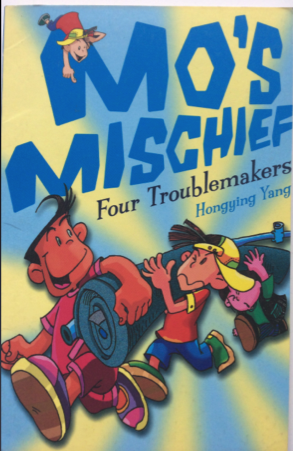 MO'S
MISCHIEF
Four Troublemakers
Hongying Yang